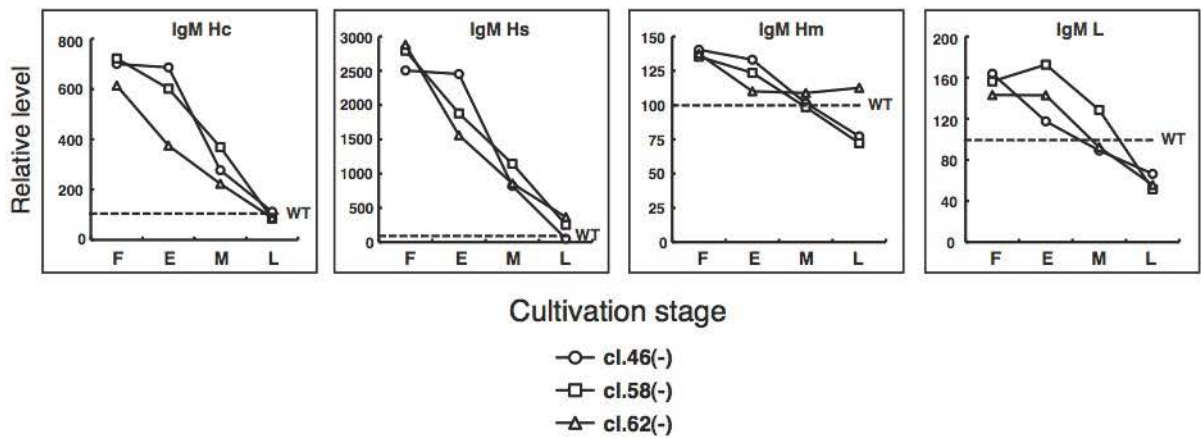 IgM Hc
IgM Hs
IgM Hm
IgM L
Relative level
800
600
400
200
0
WT
F E M L
3000
2500
2000
1500
1000
500
0
WT
F E M L
150
125
100
75
50
25
0
WT
F E M L
200
160
120
80
40
0
WT
F E M L
Cultivation stage
cl.46(-)
cl.58(-)
cl.62(-)